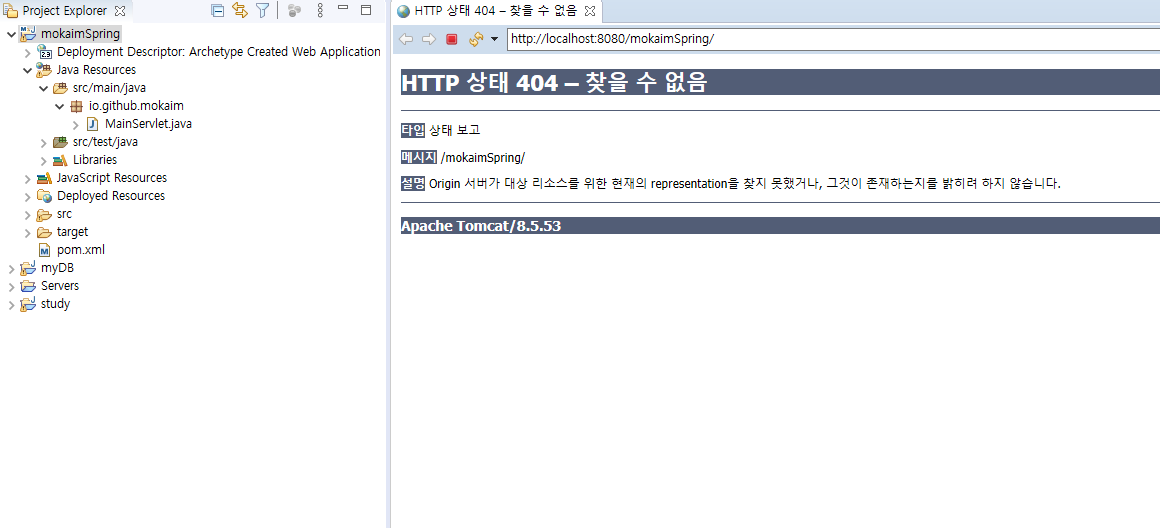 Project Explorer
mokaimSpring
Deployment Descriptor: Archetype Created Web Application
Java Resources
src/main/java
io.github.mokaim
MainServlet.java
src/test/java
Libraries
JavaScript Resources
Deployed Resources
src
target
pom.xml
myDB
Servers
study
HTTP 상태 404 – 찾을 수 없음
http://localhost:8080/mokaimSpring/
HTTP 상태 404 – 찾을 수 없음
타입 상태 보고
메시지 /mokaimSpring/
설명 Origin 서버가 대상 리소스를 위한 현재의 representation을 찾지 못했거나, 그것이 존재하는지를 밝히려 하지 않습니다.
Apache Tomcat/8.5.53